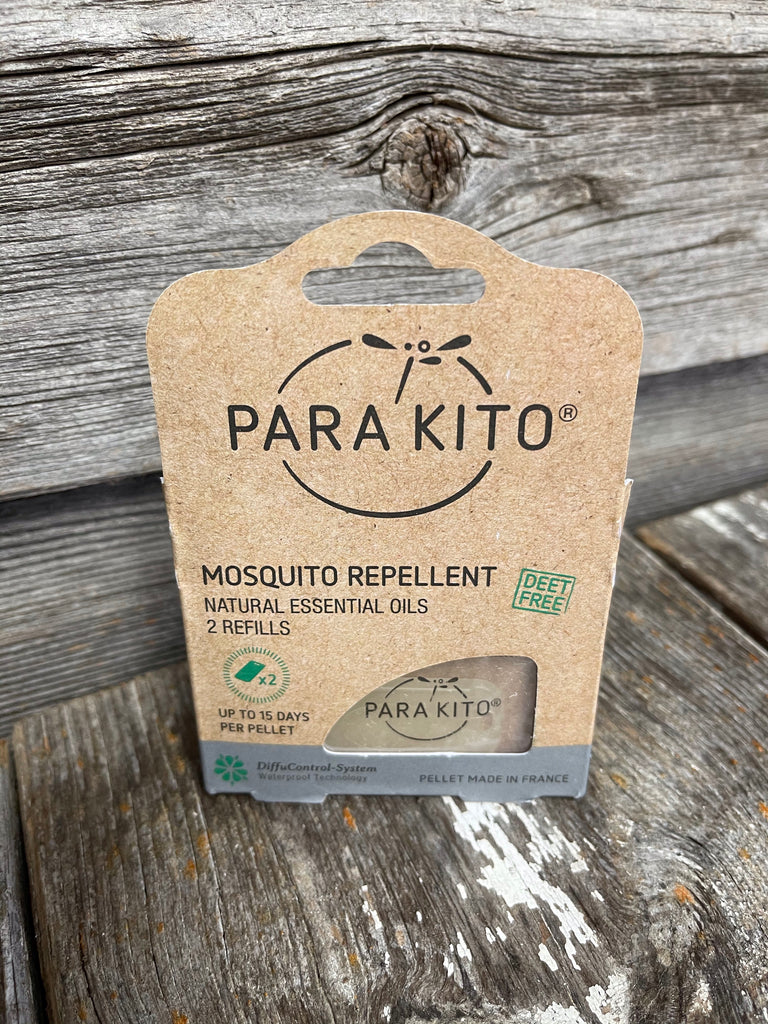 PARA KITO®
MOSQUITO REPELLENT
DEET
FREE
NATURAL ESSENTIAL OILS
2 REFILLS
x2
UP TO 15 DAYS
PER PELLET
PARA KITO®
DiffuControl-System
Waterproof Technology
PELLET MADE IN FRANCE